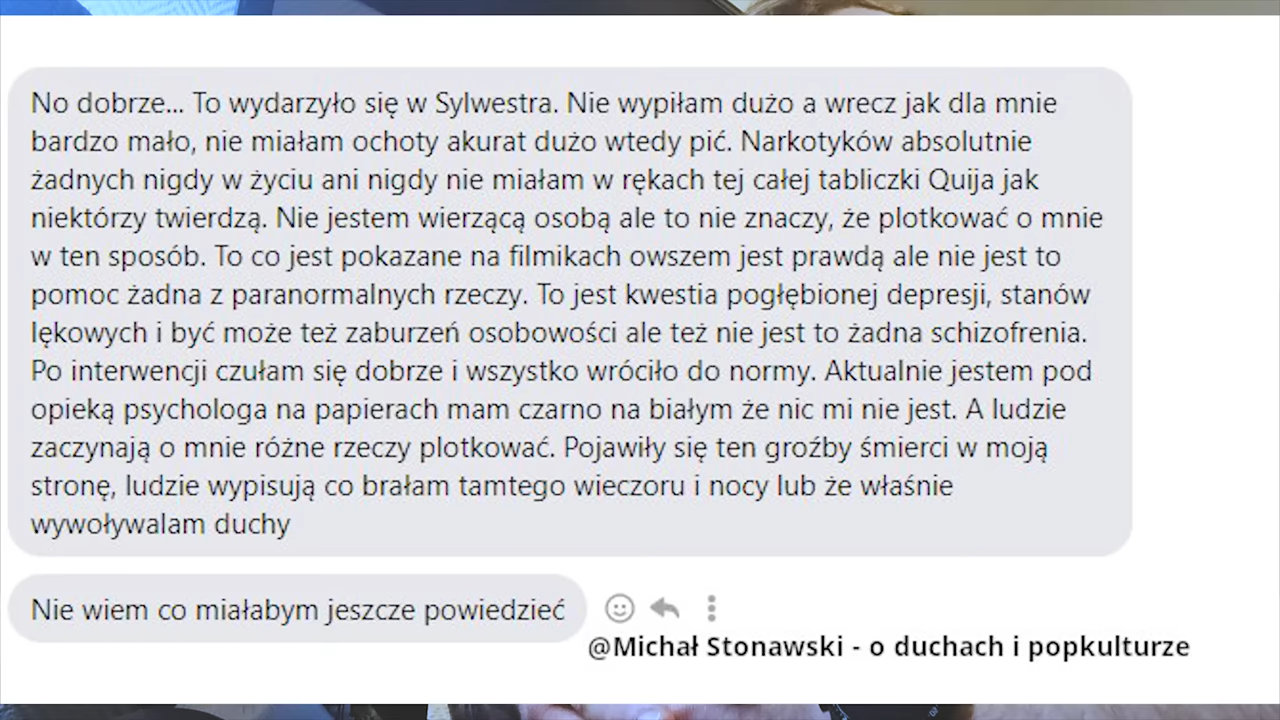 No dobrze... To wydarzyło się w Sylwestra. Nie wypiłam dużo a wrecz jak dla mnie
bardzo mało, nie miałam ochoty akurat dużo wtedy pić. Narkotyków absolutnie
żadnych nigdy w życiu ani nigdy nie miałam w rękach tej całej tabliczki Quija jak
niektórzy twierdzą. Nie jestem wierzącą osobą ale to nie znaczy, że plotkować o mnie
w ten sposób. To co jest pokazane na filmikach owszem jest prawdą ale nie jest to
pomoc żadna z paranormalnych rzeczy. To jest kwestia pogłębionej depresji, stanów
lękowych i być może też zaburzeń osobowości ale też nie jest to żadna schizofrenia.
Po interwencji czułam się dobrze i wszystko wróciło do normy. Aktualnie jestem pod
opieką psychologa na papierach mam czarno na białym że nic mi nie jest. A ludzie
zaczynają o mnie różne rzeczy plotkować. Pojawiły się ten groźby śmierci w moją
stronę, ludzie wypisują co brałam tamtego wieczoru i nocy lub że właśnie
wywoływalam duchy
Nie wiem co miałabym jeszcze powiedzieć
@Michał Stonawski - o duchach i popkulturze